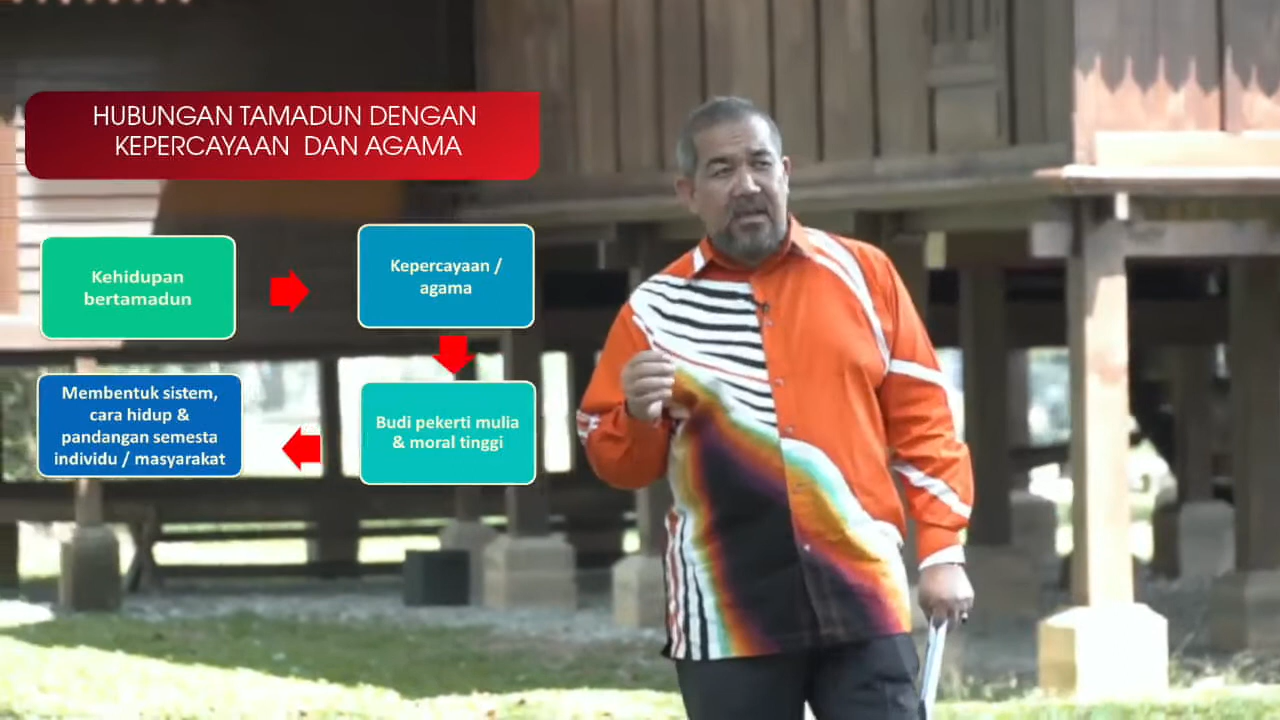 HUBUNGAN TAMADUN DENGAN
KEPERCAYAAN DAN AGAMA
Kehidupan
bertamadun
Kepercayaan /
agama
Budi pekerti mulia
& moral tinggi
Membentuk sistem,
cara hidup &
pandangan semesta
individu / masyarakat